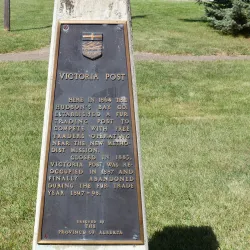 VICTORIA POST
HERE IN 1864 THE
HUDSON'S BAY CO.
ESTABLISHED A FUR
TRADING POST TO
COMPETE WITH FREE
TRADERS OPERATING
NEAR THE NEW METHO-
DIST MISSION.
CLOSED IN 1883,
VICTORIA POST WAS RE-
OCCUPIED IN 1887 AND
FINALLY ABANDONED
DURING THE FUR TRADE
YEAR 1897-98.
THE
PROVINCE OF ALBERTA